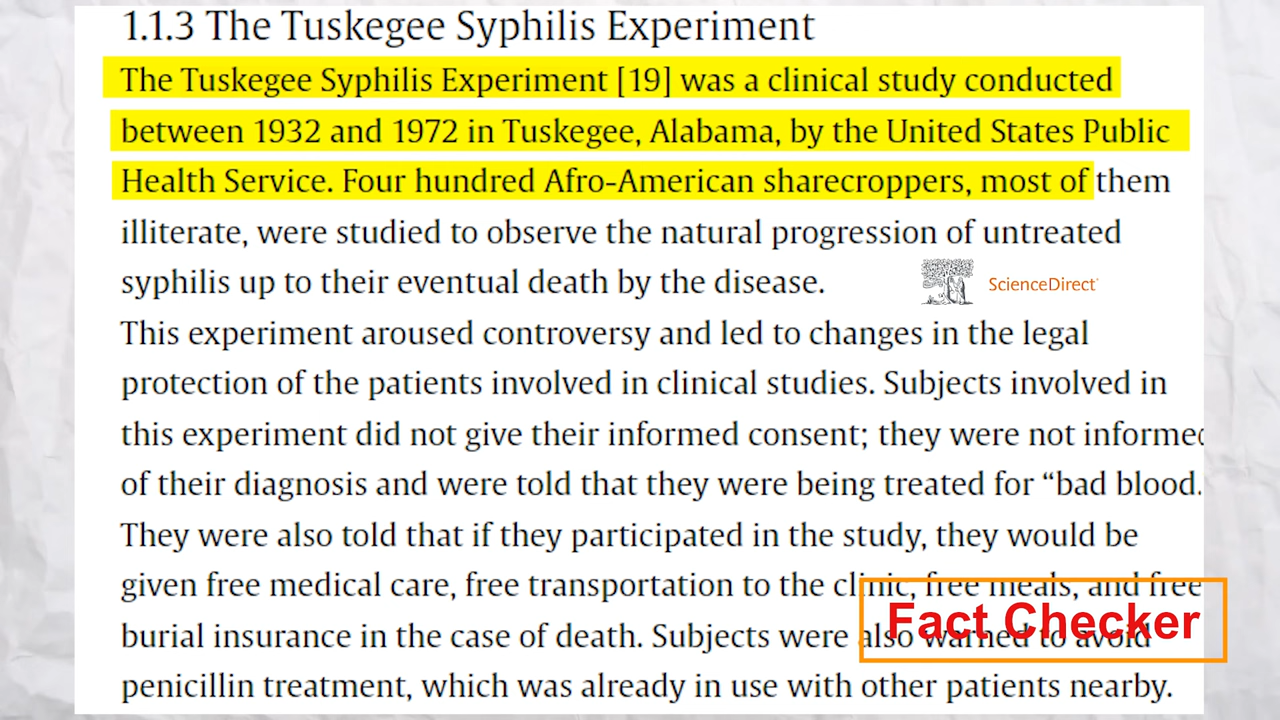 1.1.3 The Tuskegee Syphilis Experiment
The Tuskegee Syphilis Experiment [19] was a clinical study conducted
between 1932 and 1972 in Tuskegee, Alabama, by the United States Public
Health Service. Four hundred Afro-American sharecroppers, most of them
illiterate, were studied to observe the natural progression of untreated
syphilis up to their eventual death by the disease.
ScienceDirect
This experiment aroused controversy and led to changes in the legal
protection of the patients involved in clinical studies. Subjects involved in
this experiment did not give their informed consent; they were not informed
of their diagnosis and were told that they were being treated for “bad blood.
They were also told that if they participated in the study, they would be
given free medical care, free transportation to the clinic, free meals, and free
Fact Checker
burial insurance in the case of death. Subjects were also warned to avoid
penicillin treatment, which was already in use with other patients nearby.